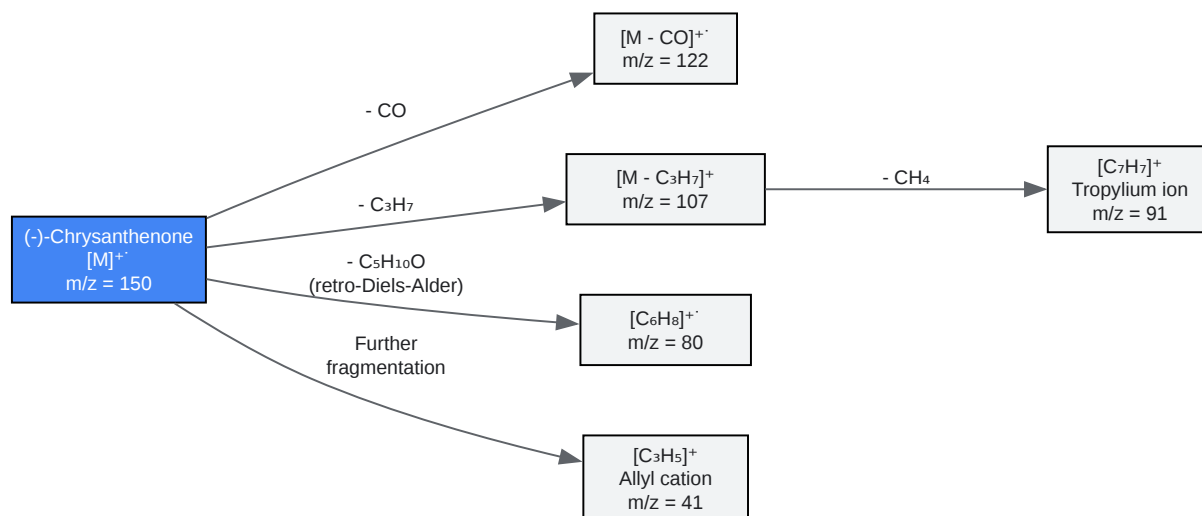 [M - CO]⁺˙
m/z = 122
- CO
[M - C₃H₇]⁺
m/z = 107
- CH₄
[C₇H₇]⁺
Tropylium ion
m/z = 91
- C₃H₇
(-)-Chrysanthenone
[M]⁺˙
m/z = 150
- C₅H₁₀O
(retro-Diels-Alder)
[C₆H₈]⁺˙
m/z = 80
Further
fragmentation
[C₃H₅]⁺
Allyl cation
m/z = 41